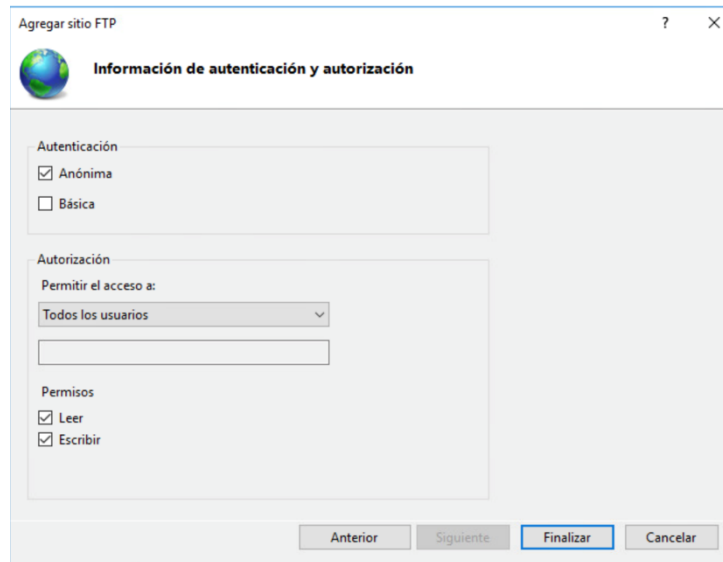 Agregar sitio FTP
Información de autenticación y autorización
Autenticación
Anónima
Básica
Autorización
Permitir el acceso a:
Todos los usuarios
Permisos
Leer
Escribir
Anterior Siguiente Finalizar Cancelar